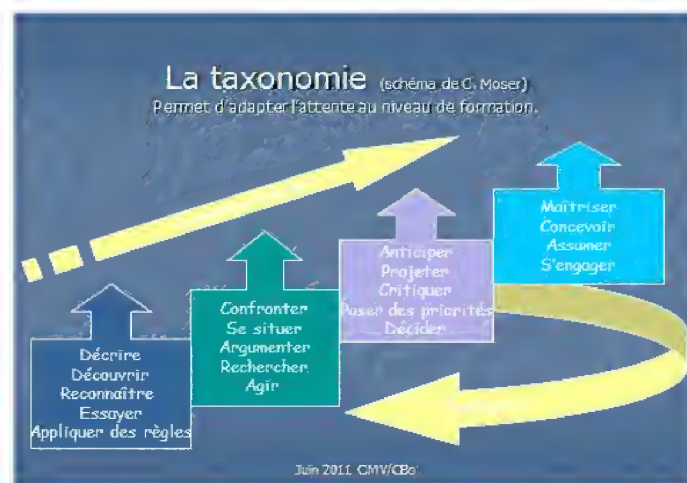 La taxonomie (schéma de C. Moser)
Permet d'adapter l'attente au niveau de formation.
Décrire
Découvrir
Reconnaître
Essayer
Appliquer des règles
Confronter
Se situer
Argumenter
Rechercher
Agir
Anticiper
Projeter
Critiquer
Poser des priorités
Décider
Maîtriser
Concevoir
Assumer
S'engager
Juin 2011 CMV/CBo